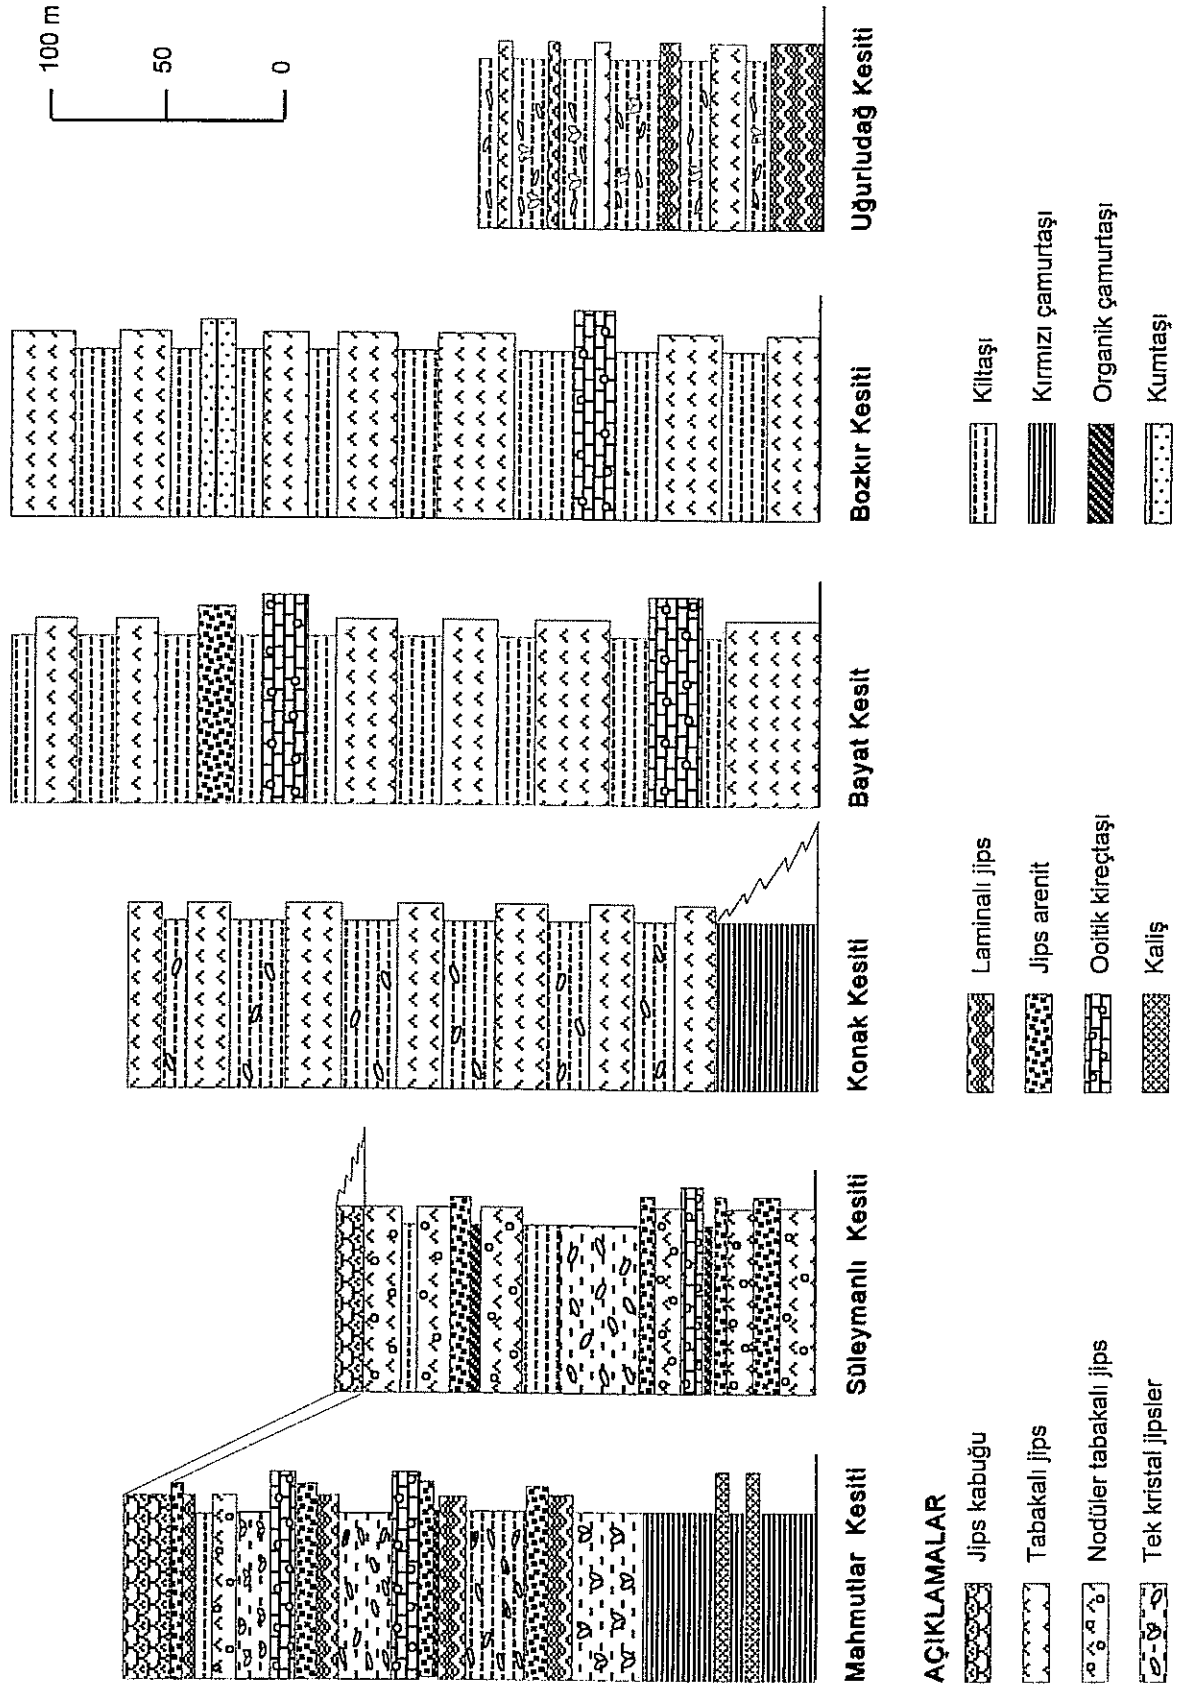 100 m
50
0
Mahmutlar Kesiti
Süleymanlı Kesiti
Konak Kesiti
Bayat Kesit
Bozkır Kesiti
Uğurludağ Kesiti
AÇIKLAMALAR
Jips kabuğu
Tabakalı jips
Nodüler tabakalı jips
Tek kristal jipsler
Laminalı jips
Jips arenit
Ooitik kireçtaşı
Kaliş
Kiltaşı
Kırmızı çamurtaşı
Organik çamurtaşı
Kumtaşı